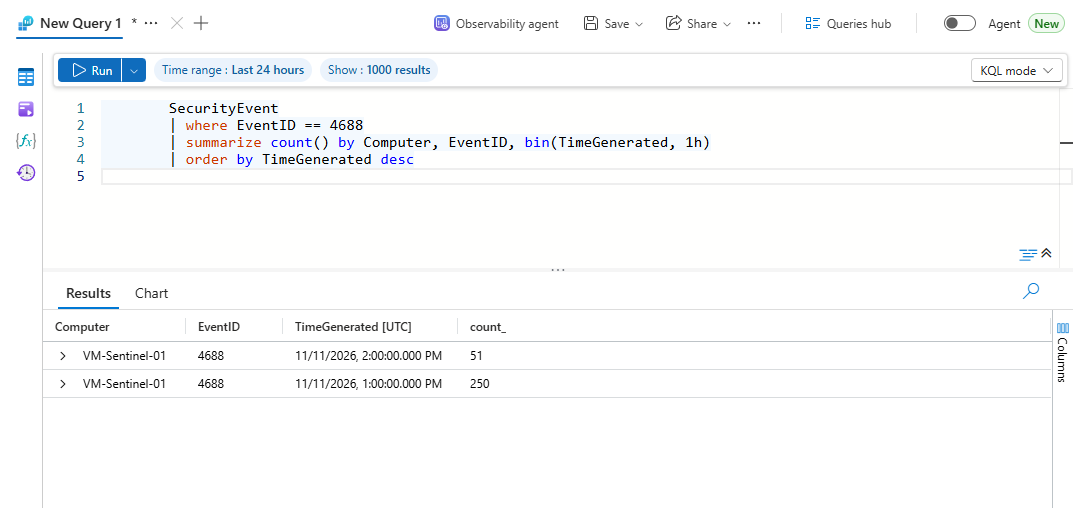 New Query 1 * ...
Observability agent
Save
Share
...
Queries hub
Agent
New
Run
Time range : Last 24 hours
Show : 1000 results
KQL mode
{fx}
1 SecurityEvent
2 | where EventID == 4688
3 | summarize count() by Computer, EventID, bin(TimeGenerated, 1h)
4 | order by TimeGenerated desc
5
Results Chart
Computer EventID TimeGenerated [UTC] count_
VM-Sentinel-01 4688 11/11/2026, 2:00:00.000 PM 51
VM-Sentinel-01 4688 11/11/2026, 1:00:00.000 PM 250
Columns